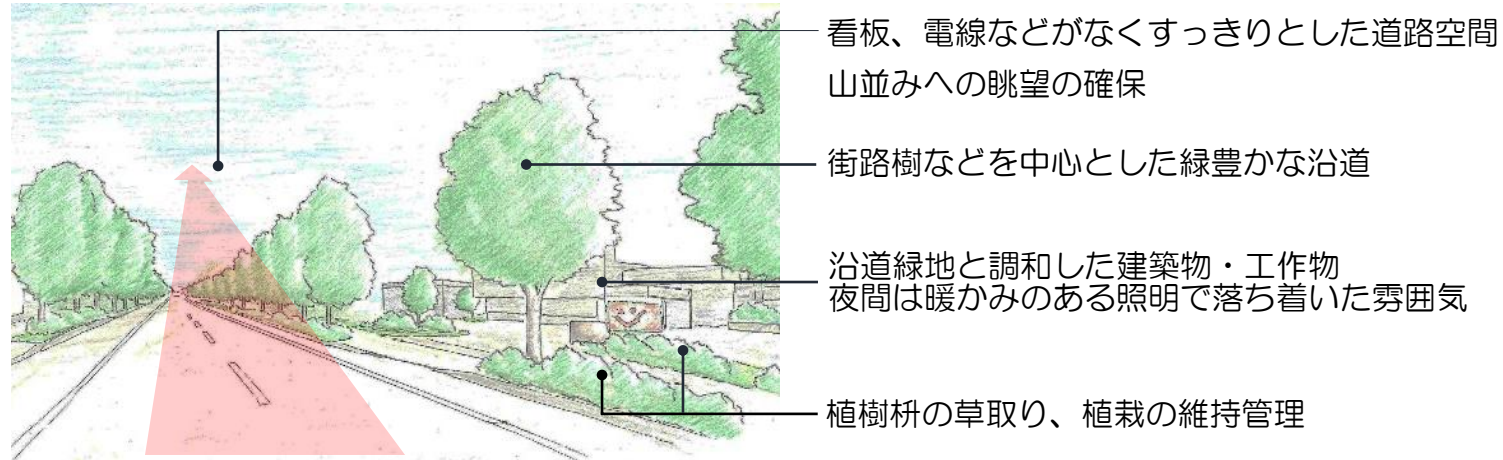 看板、電線などがなくすっきりとした道路空間
山並みへの眺望の確保
街路樹などを中心とした緑豊かな沿道
沿道緑地と調和した建築物・工作物
夜間は暖かみのある照明で落ち着いた雰囲気
植樹枡の草取り、植栽の維持管理